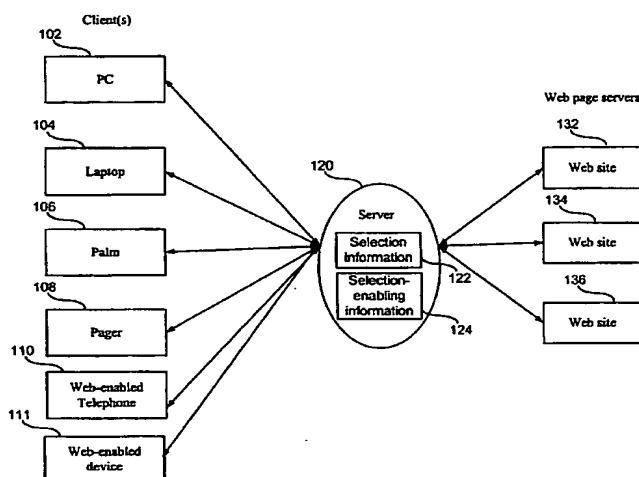 Client(s)
102
PC
104
Laptop
106
Palm
108
Pager
110
Web-enabled
Telephone
111
Web-enabled
device
120
Server
Selection
information
122
Selection-
enabling
information
124
Web page servers
132
Web site
134
Web site
136
Web site